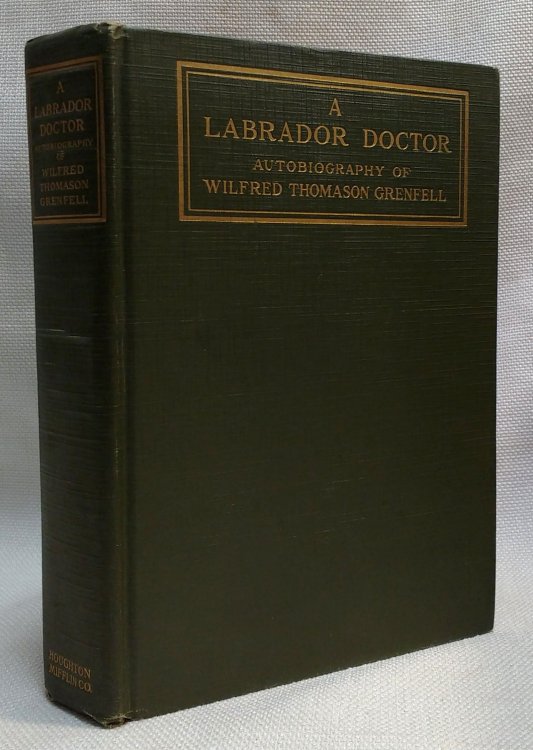 A
LABRADOR DOCTOR
AUTOBIOGRAPHY OF
WILFRED THOMASON GRENFELL
A
LABRADOR
DOCTOR
AUTOBIOGRAPHY
OF
WILFRED
THOMASON
GRENFELL
HOUGHTON
MIFFLIN CO.